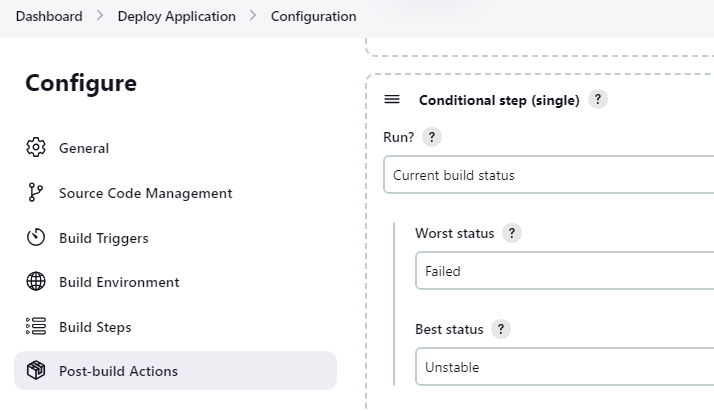 Dashboard > Deploy Application > Configuration
Configure
General
Source Code Management
Build Triggers
Build Environment
Build Steps
Post-build Actions
Conditional step (single) ?
Run? ?
Current build status
Worst status ?
Failed
Best status ?
Unstable